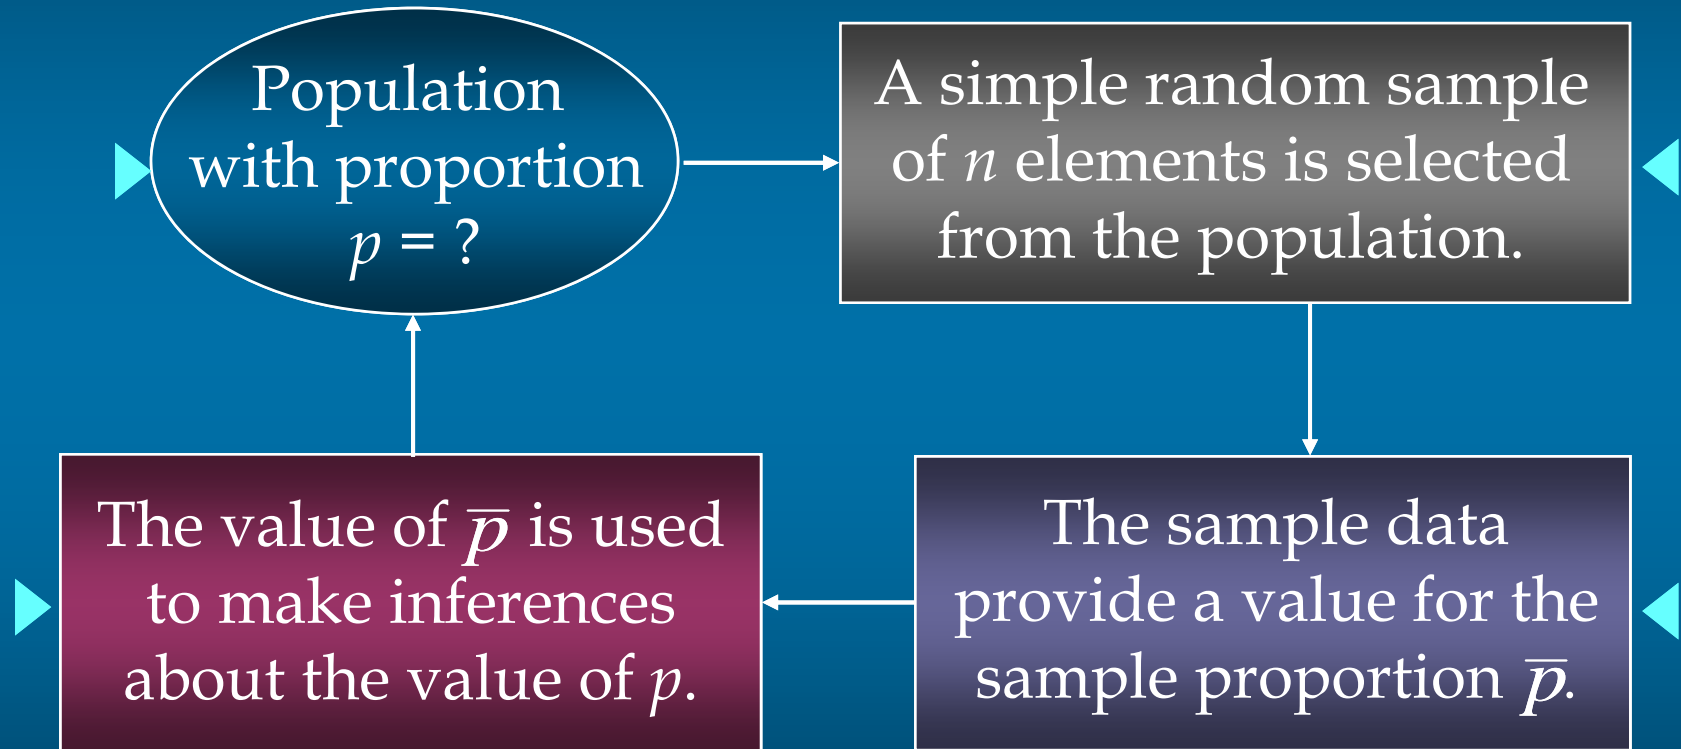 Population
with proportion
p = ?
A simple random sample
of n elements is selected
from the population.
The sample data
provide a value for the
sample proportion p̅.
The value of p̅ is used
to make inferences
about the value of p.